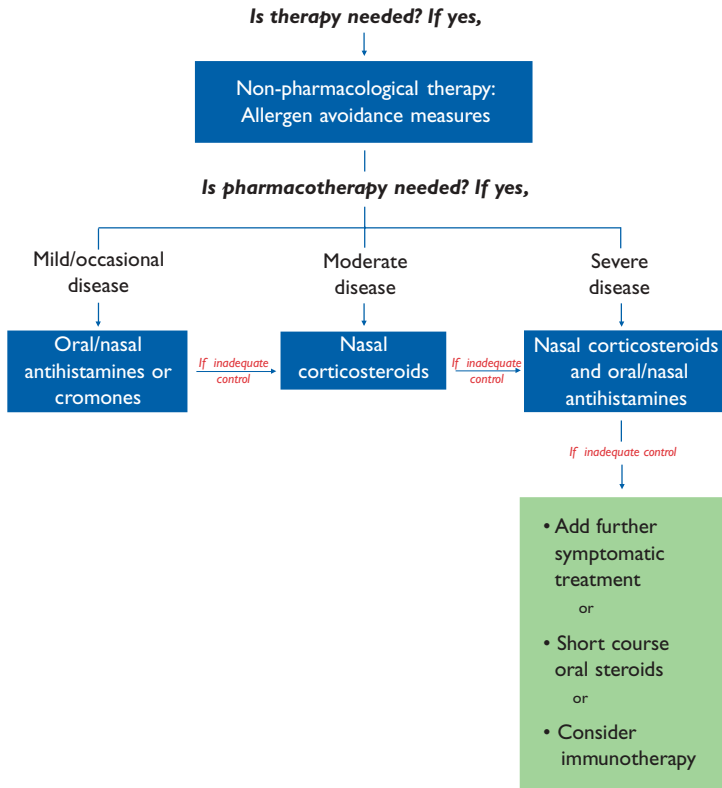 Is therapy needed? If yes,
Non-pharmacological therapy:
Allergen avoidance measures
Is pharmacotherapy needed? If yes,
Mild/occasional
disease
Moderate
disease
Severe
disease
Oral/nasal
antihistamines or
cromones
If inadequate
control
Nasal
corticosteroids
If inadequate
control
Nasal corticosteroids
and oral/nasal
antihistamines
If inadequate control
• Add further
symptomatic
treatment
or
• Short course
oral steroids
or
• Consider
immunotherapy